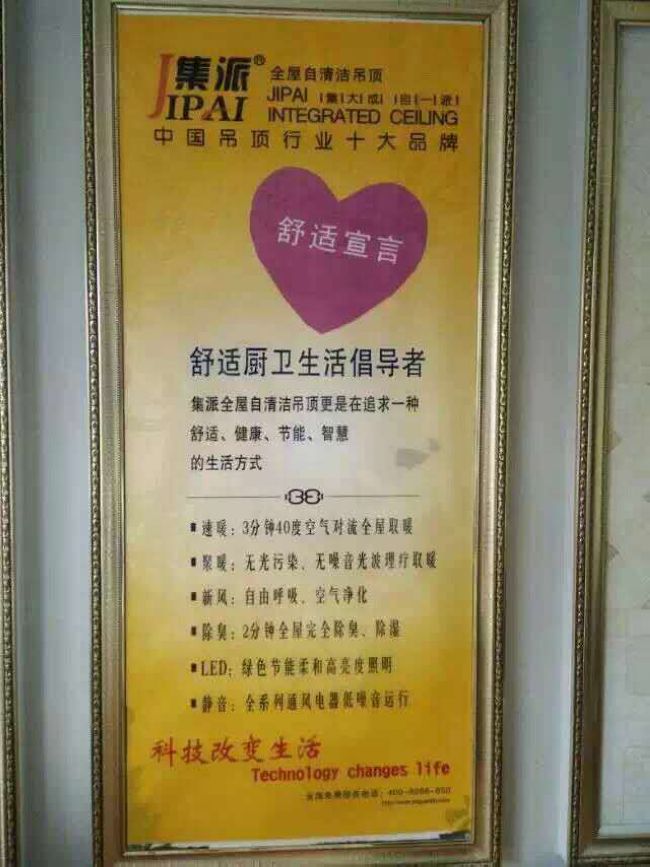 集派®
JIPAI
全屋自清洁吊顶
JIPAI 集大成 自一派
INTEGRATED CEILING
中国吊顶行业十大品牌
舒适宣言
舒适厨卫生活倡导者
集派全屋自清洁吊顶更是在追求一种
舒适、健康、节能、智慧
的生活方式
速暖：3分钟40度空气对流全屋取暖
聚暖：无光污染、无噪音光波理疗取暖
新风：自由呼吸、空气净化
除臭：2分钟全屋完全除臭、除湿
LED：绿色节能柔和高亮度照明
静音：全系列通风电器低噪音运行
科技改变生活
Technology changes life
全国免费服务电话：